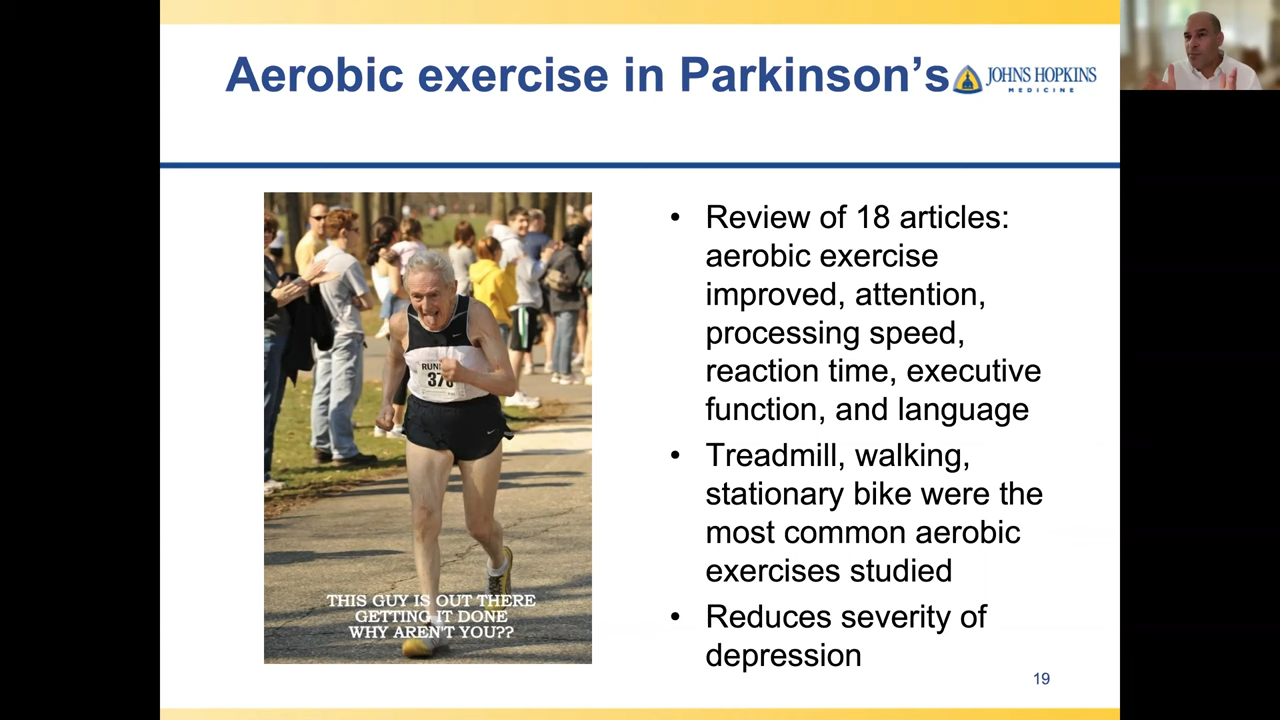 Aerobic exercise in Parkinson's
JOHNS HOPKINS
MEDICINE
• Review of 18 articles:
aerobic exercise
improved, attention,
processing speed,
reaction time, executive
function, and language
• Treadmill, walking,
stationary bike were the
most common aerobic
exercises studied
• Reduces severity of
depression
THIS GUY IS OUT THERE
GETTING IT DONE
WHY AREN'T YOU??
19